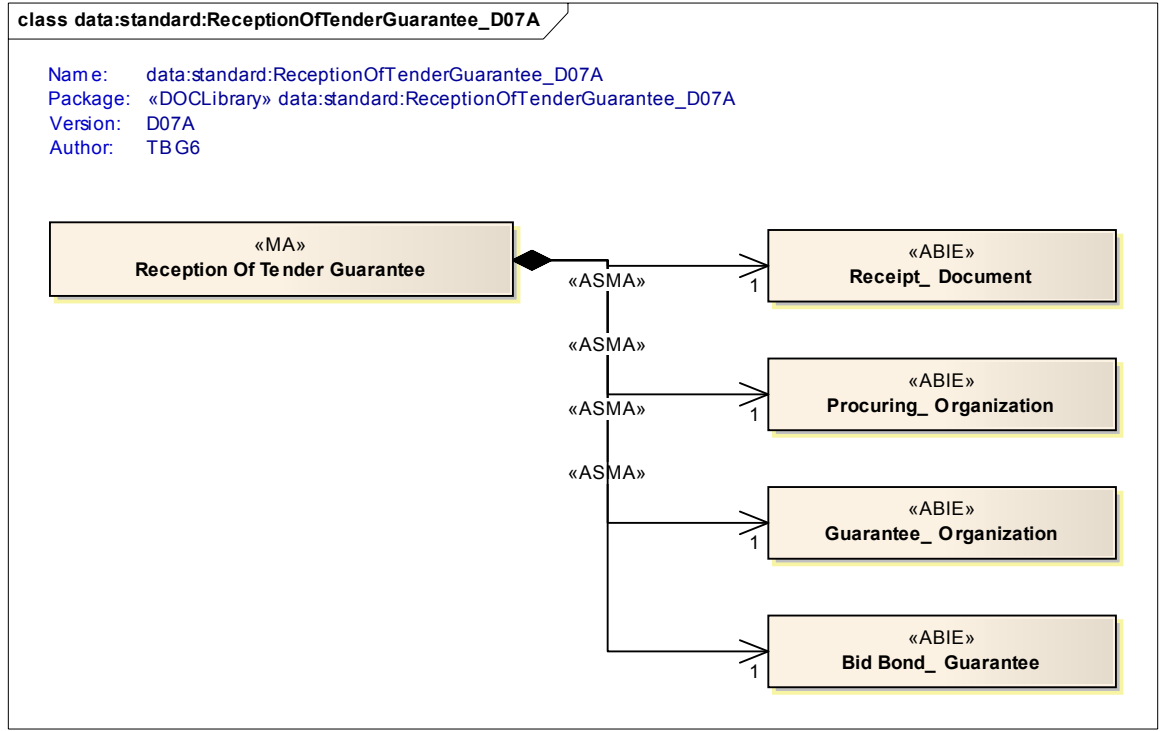 class data:standard:ReceptionOfTenderGuarantee_D07A
Name: data:standard:ReceptionOfTenderGuarantee_D07A
Package: «DOCLibrary» data:standard:ReceptionOfTenderGuarantee_D07A
Version: D07A
Author: TBG6
«MA»
Reception Of Tender Guarantee
«ABIE»
Receipt_ Document
«ASMA»
1
«ASMA»
«ABIE»
Procuring_ Organization
«ASMA»
1
«ASMA»
«ABIE»
Guarantee_ Organization
1
«ABIE»
Bid Bond_ Guarantee
1